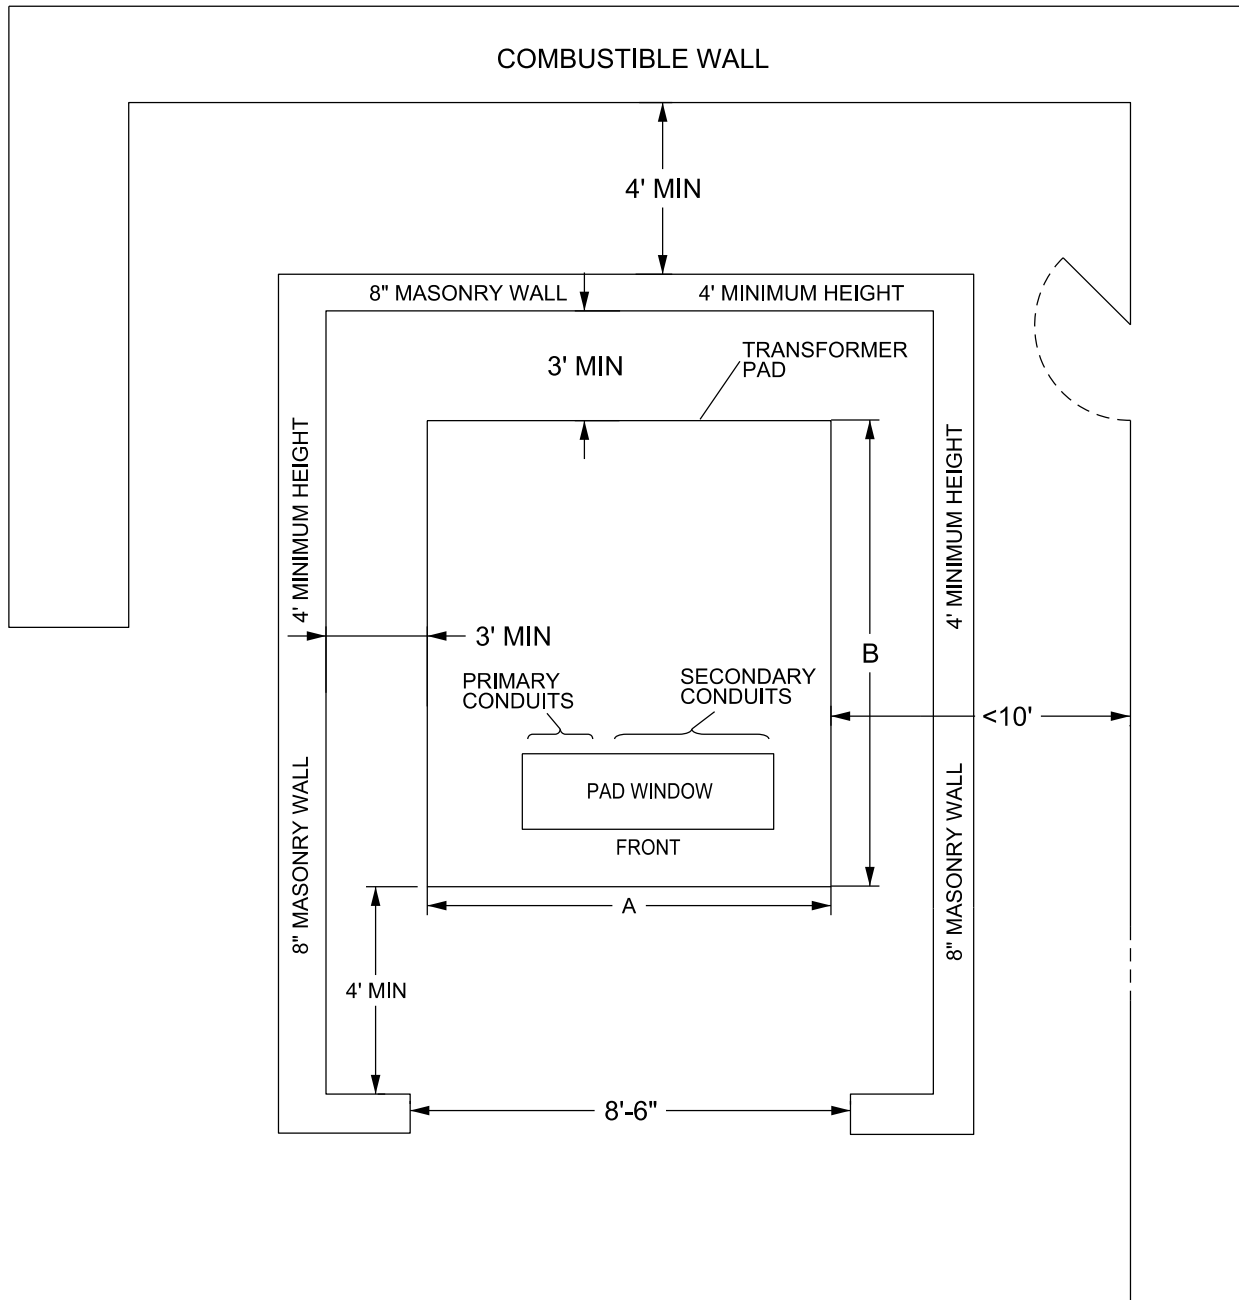 COMBUSTIBLE WALL
4' MIN
8" MASONRY WALL
4' MINIMUM HEIGHT
3' MIN
TRANSFORMER
PAD
4' MINIMUM HEIGHT
4' MINIMUM HEIGHT
3' MIN
B
PRIMARY
CONDUITS
SECONDARY
CONDUITS
<10'
PAD WINDOW
FRONT
8" MASONRY WALL
8" MASONRY WALL
A
4' MIN
8'-6"